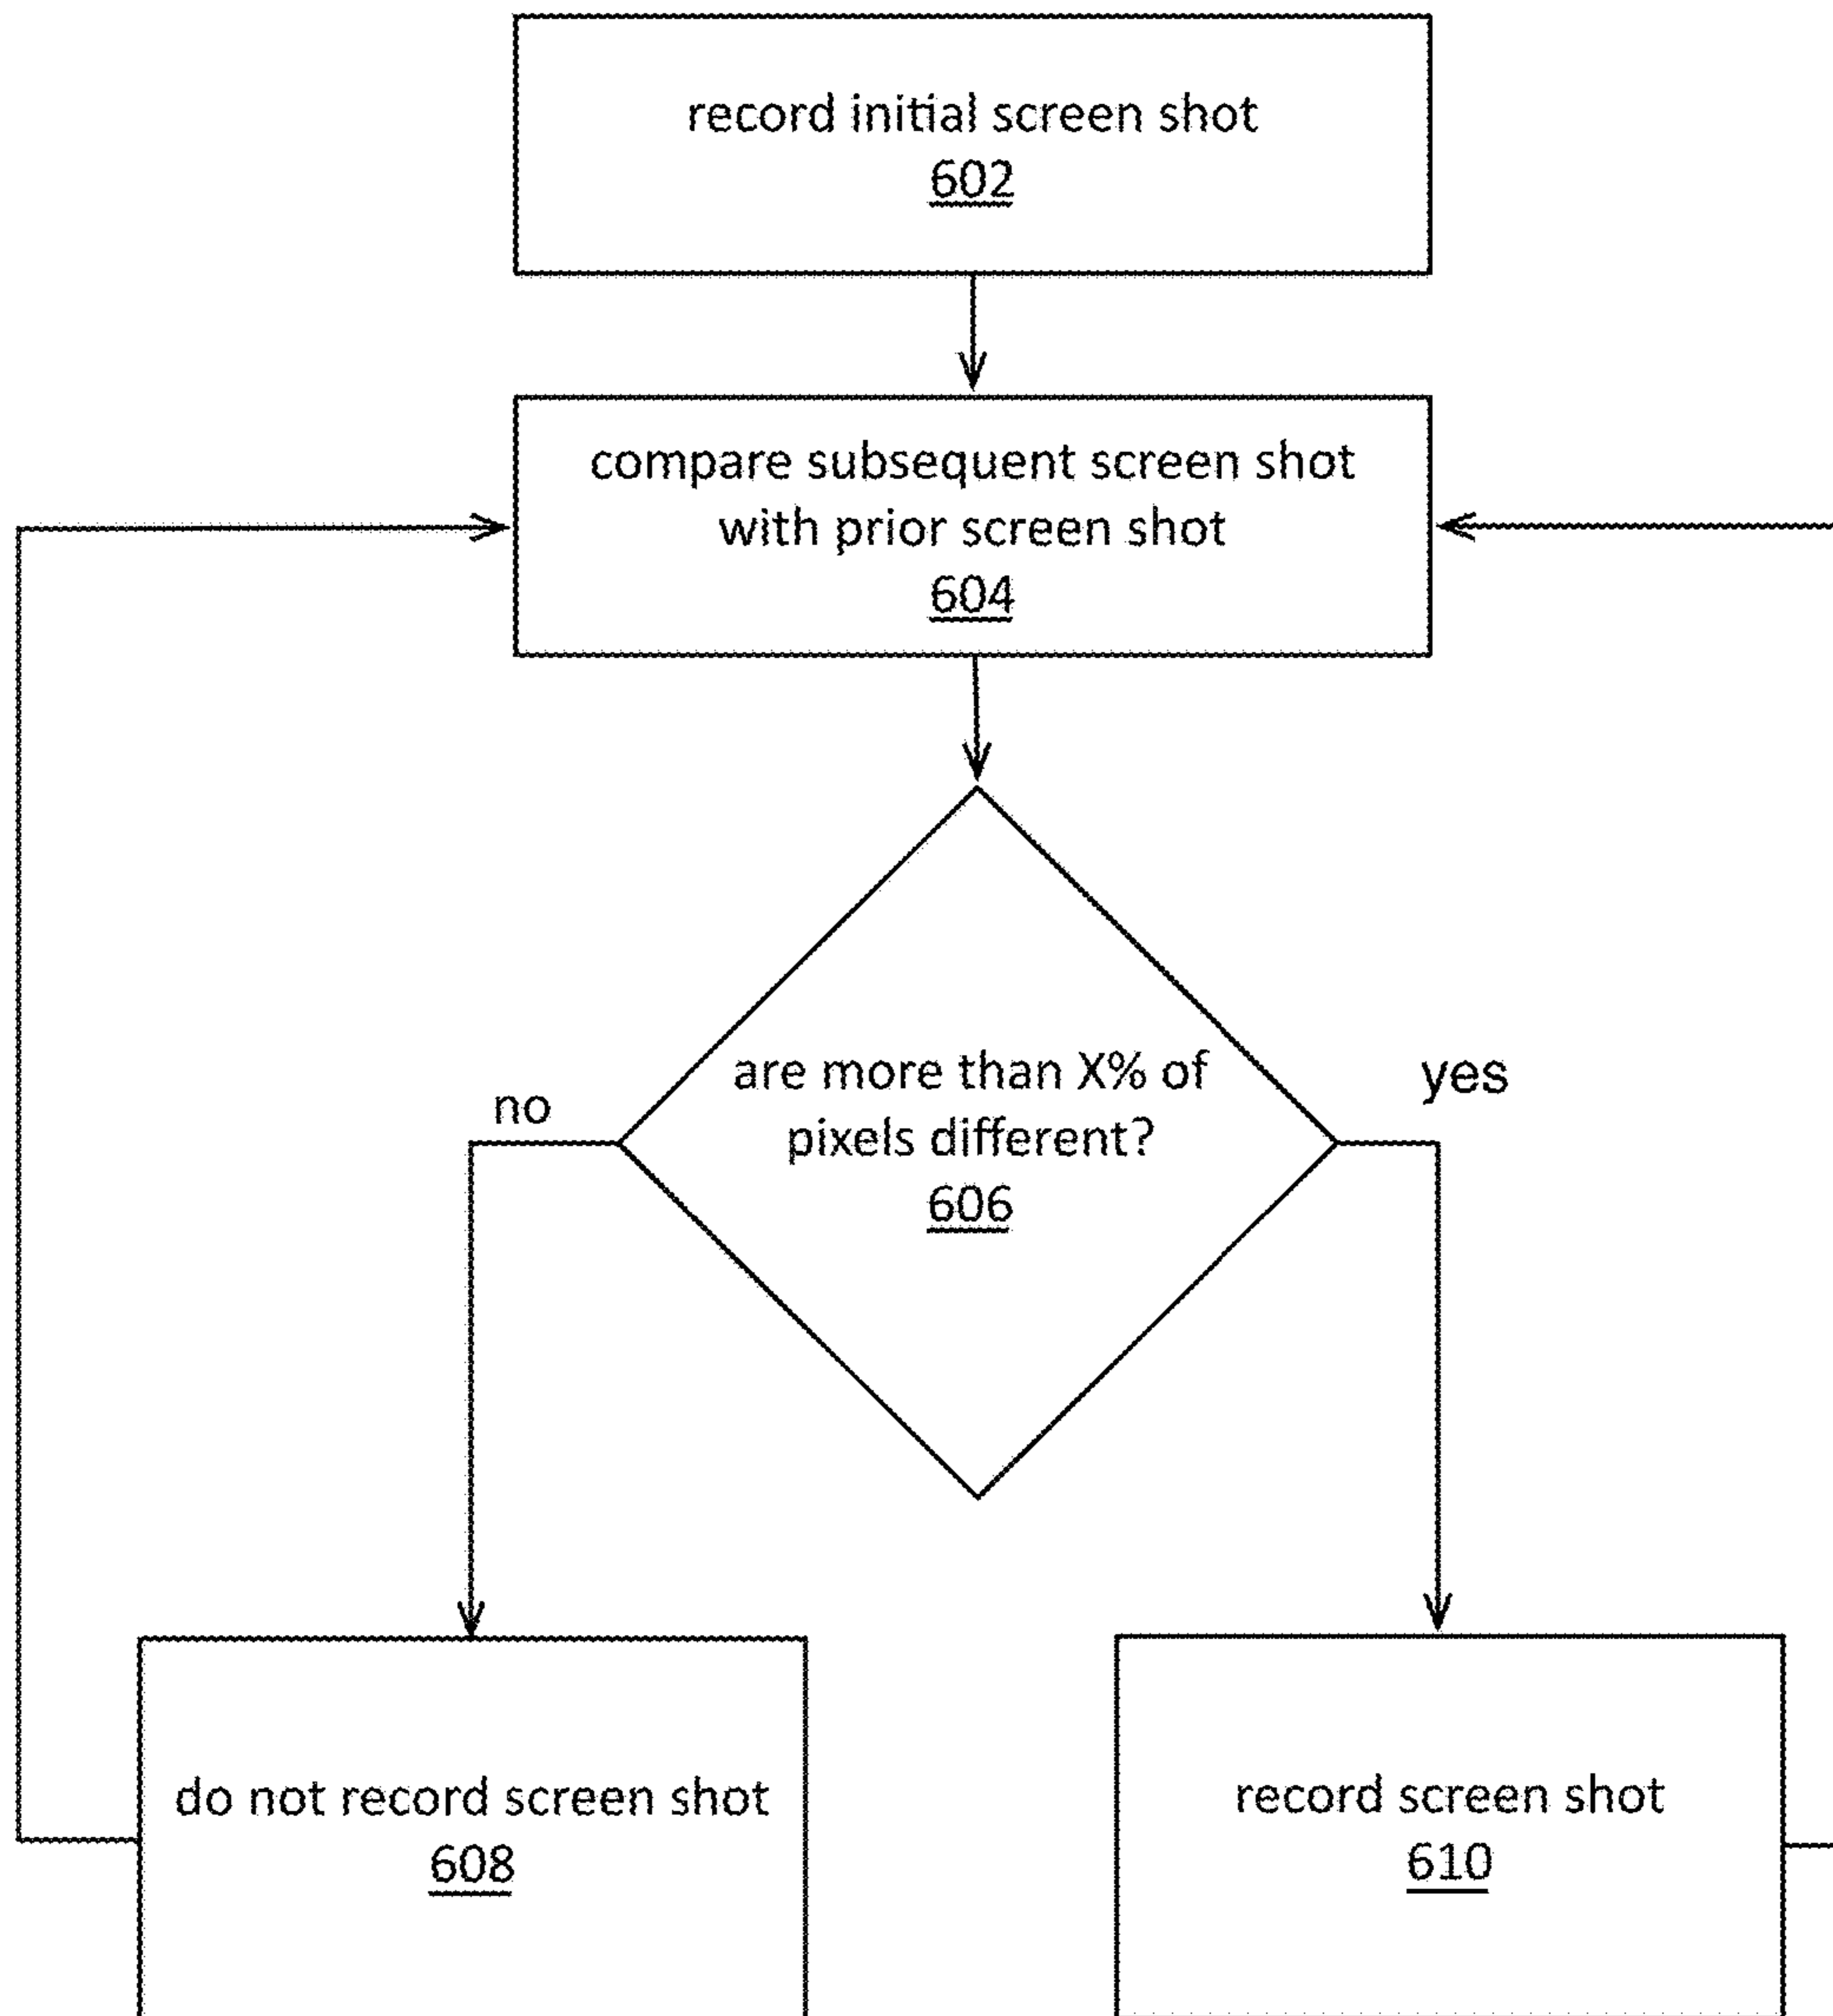 record initial screen shot
602
compare subsequent screen shot
with prior screen shot
604
are more than X% of
pixels different?
606
no
yes
do not record screen shot
608
record screen shot
610